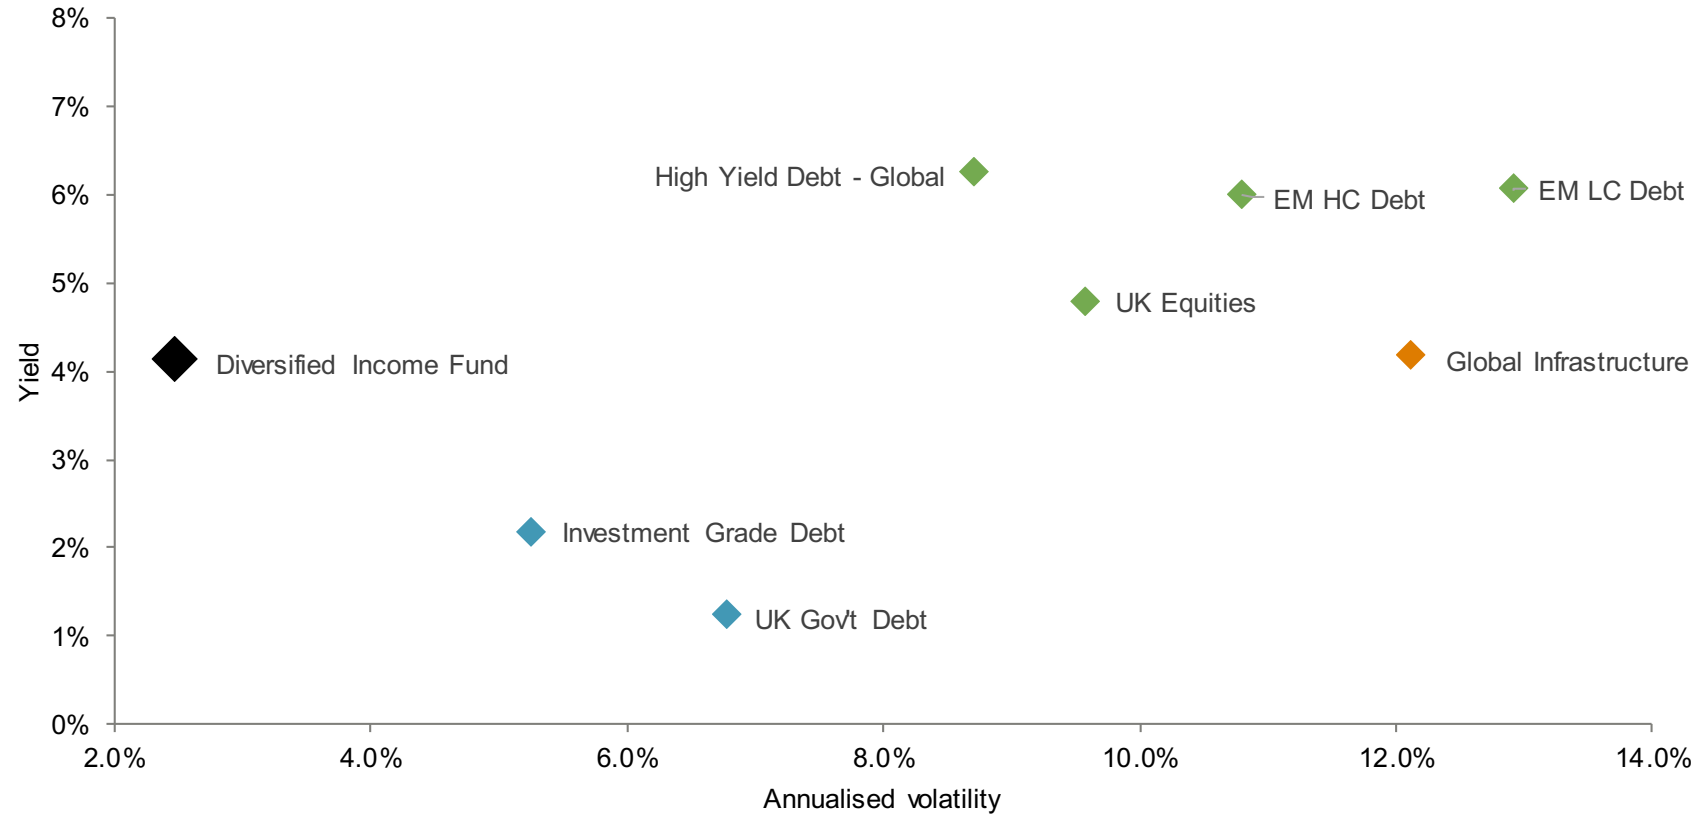 8%
7%
High Yield Debt - Global
6%
EM HC Debt
EM LC Debt
5%
UK Equities
Yield
4%
Diversified Income Fund
Global Infrastructure
3%
2%
Investment Grade Debt
1%
UK Gov't Debt
0%
2.0% 4.0% 6.0% 8.0% 10.0% 12.0% 14.0%
Annualised volatility